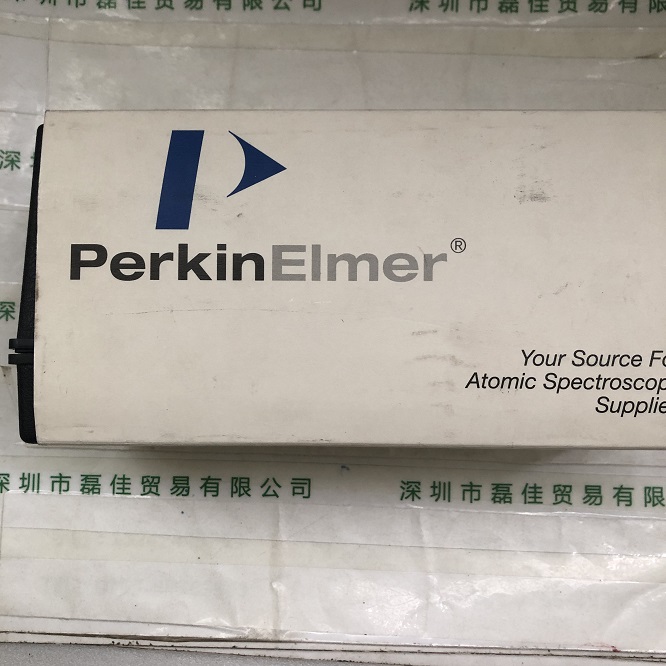 深圳市磊佳贸易有限公司
深圳市磊佳贸易有限
深
PerkinElmer®
深
Your Source Fo
Atomic Spectroscop
Supplie
深圳市磊佳贸易有限公司
深圳市磊佳贸易有限